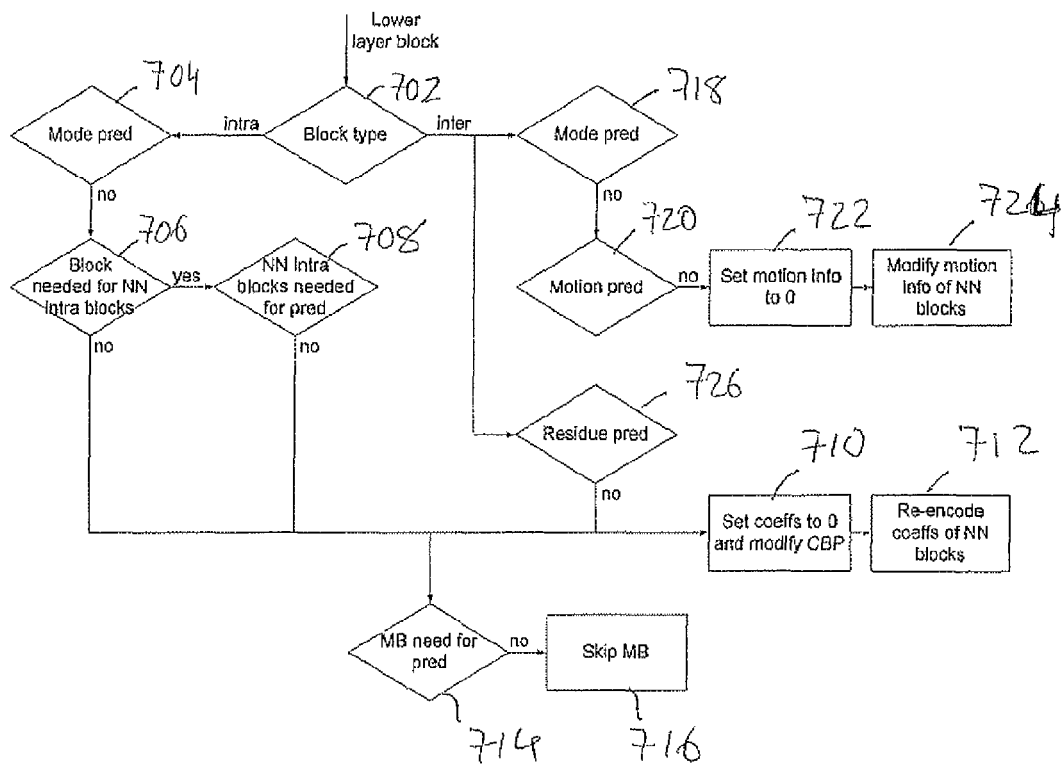 Lower
layer block
704
702
718
Mode pred
intra
Block type
inter
Mode pred
no
no
706
708
720
722
724
Block
needed for NN
intra blocks
yes
NN intra
blocks needed
for pred
Motion pred
no
Set motion info
to 0
Modify motion
info of NN
blocks
no
no
726
Residue pred
710
712
no
Set coeffs to 0
and modify CBP
Re-encode
coeffs of NN
blocks
MB need for
pred
no
Skip MB
714
716